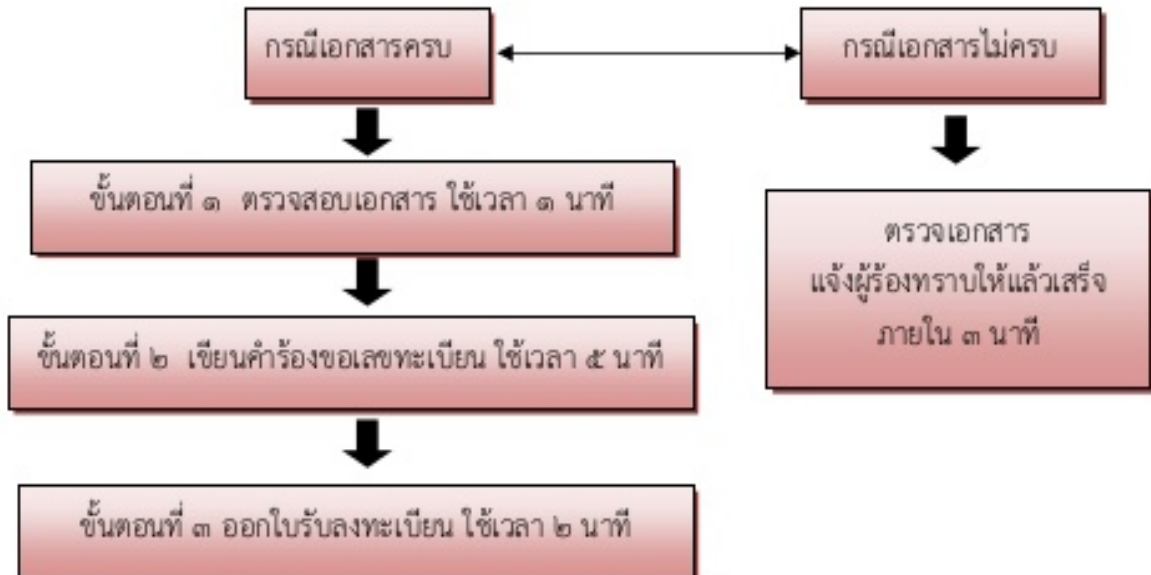 กรณีเอกสารครบ
กรณีเอกสารไม่ครบ
ขั้นตอนที่ ๑ ตรวจสอบเอกสาร ใช้เวลา ๑ นาที
ตรวจเอกสาร
แจ้งผู้ร้องทราบให้แล้วเสร็จ
ภายใน ๓ นาที
ขั้นตอนที่ ๒ เขียนคำร้องขอเลขทะเบียน ใช้เวลา ๕ นาที
ขั้นตอนที่ ๓ ออกใบรับลงทะเบียน ใช้เวลา ๒ นาที